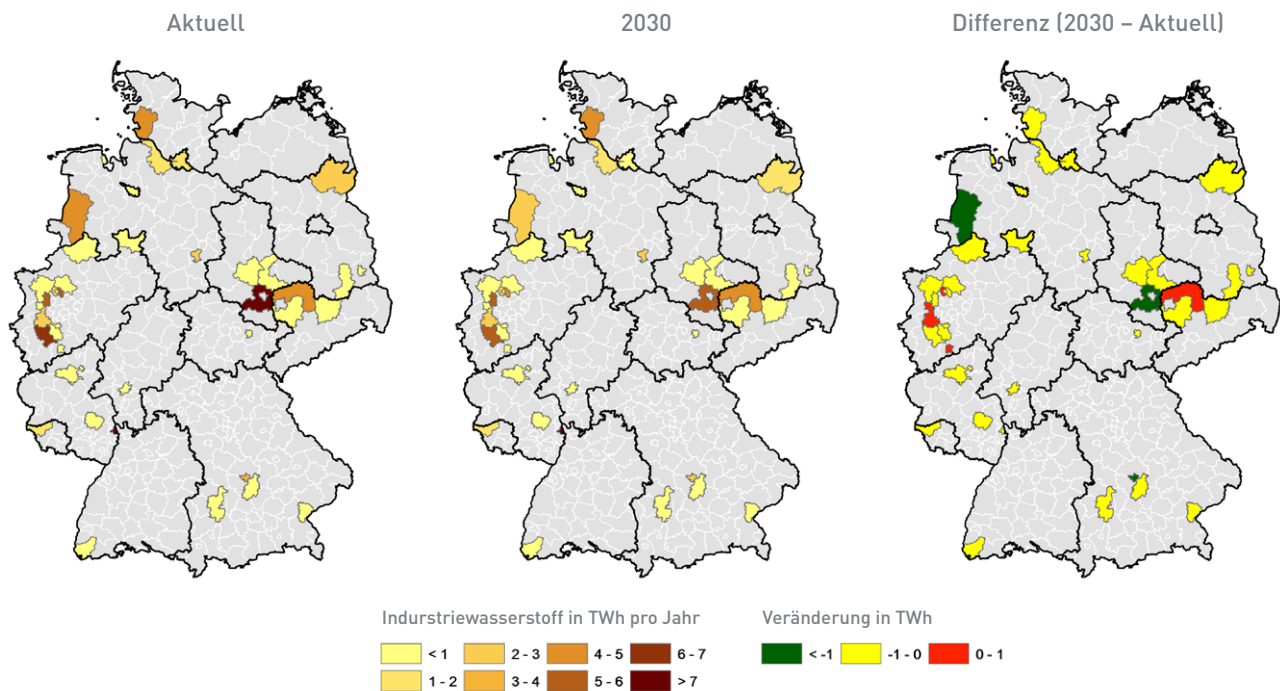 Aktuell
2030
Differenz (2030 – Aktuell)
Indurstriewasserstoff in TWh pro Jahr
< 1
2 - 3
4 - 5
6 - 7
1 - 2
3 - 4
5 - 6
> 7
Veränderung in TWh
< -1
-1 - 0
0 - 1